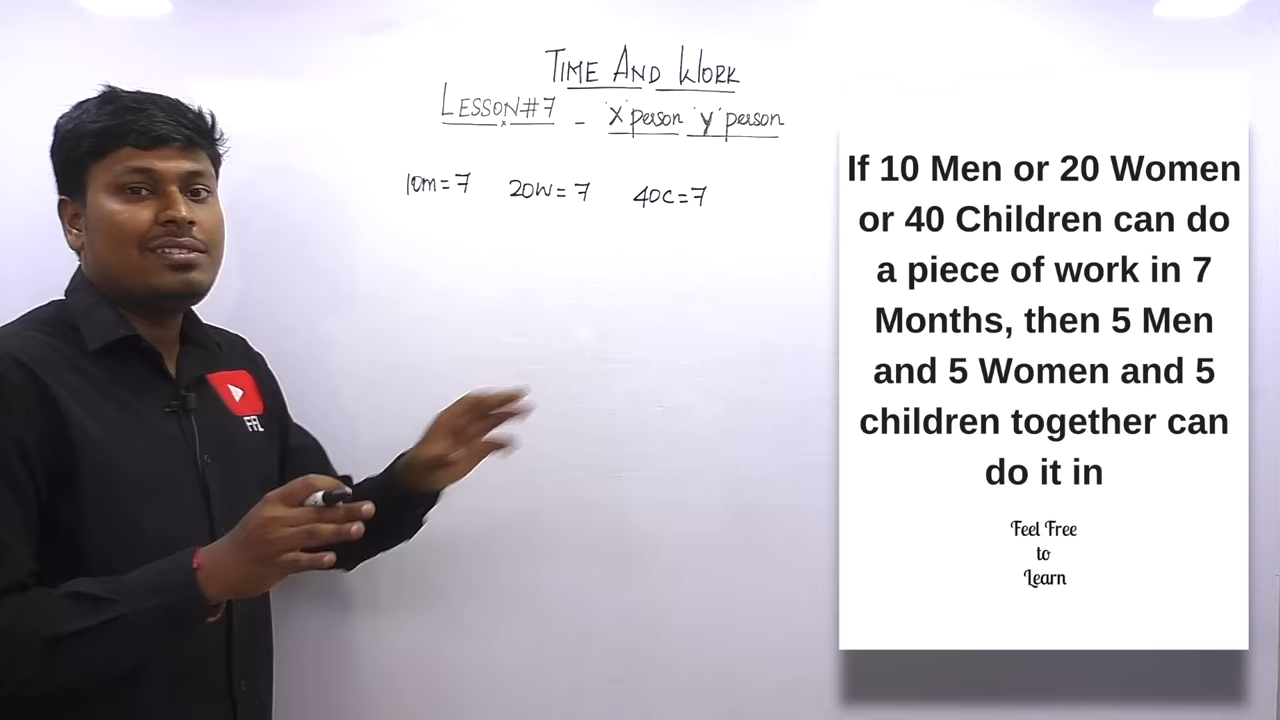 TIME AND WORK
LESSON#7 - 'X' person 'y' person
10m=7 20W=7 40C=7
If 10 Men or 20 Women
or 40 Children can do
a piece of work in 7
Months, then 5 Men
and 5 Women and 5
children together can
do it in
Feel Free
to
Learn
FFL